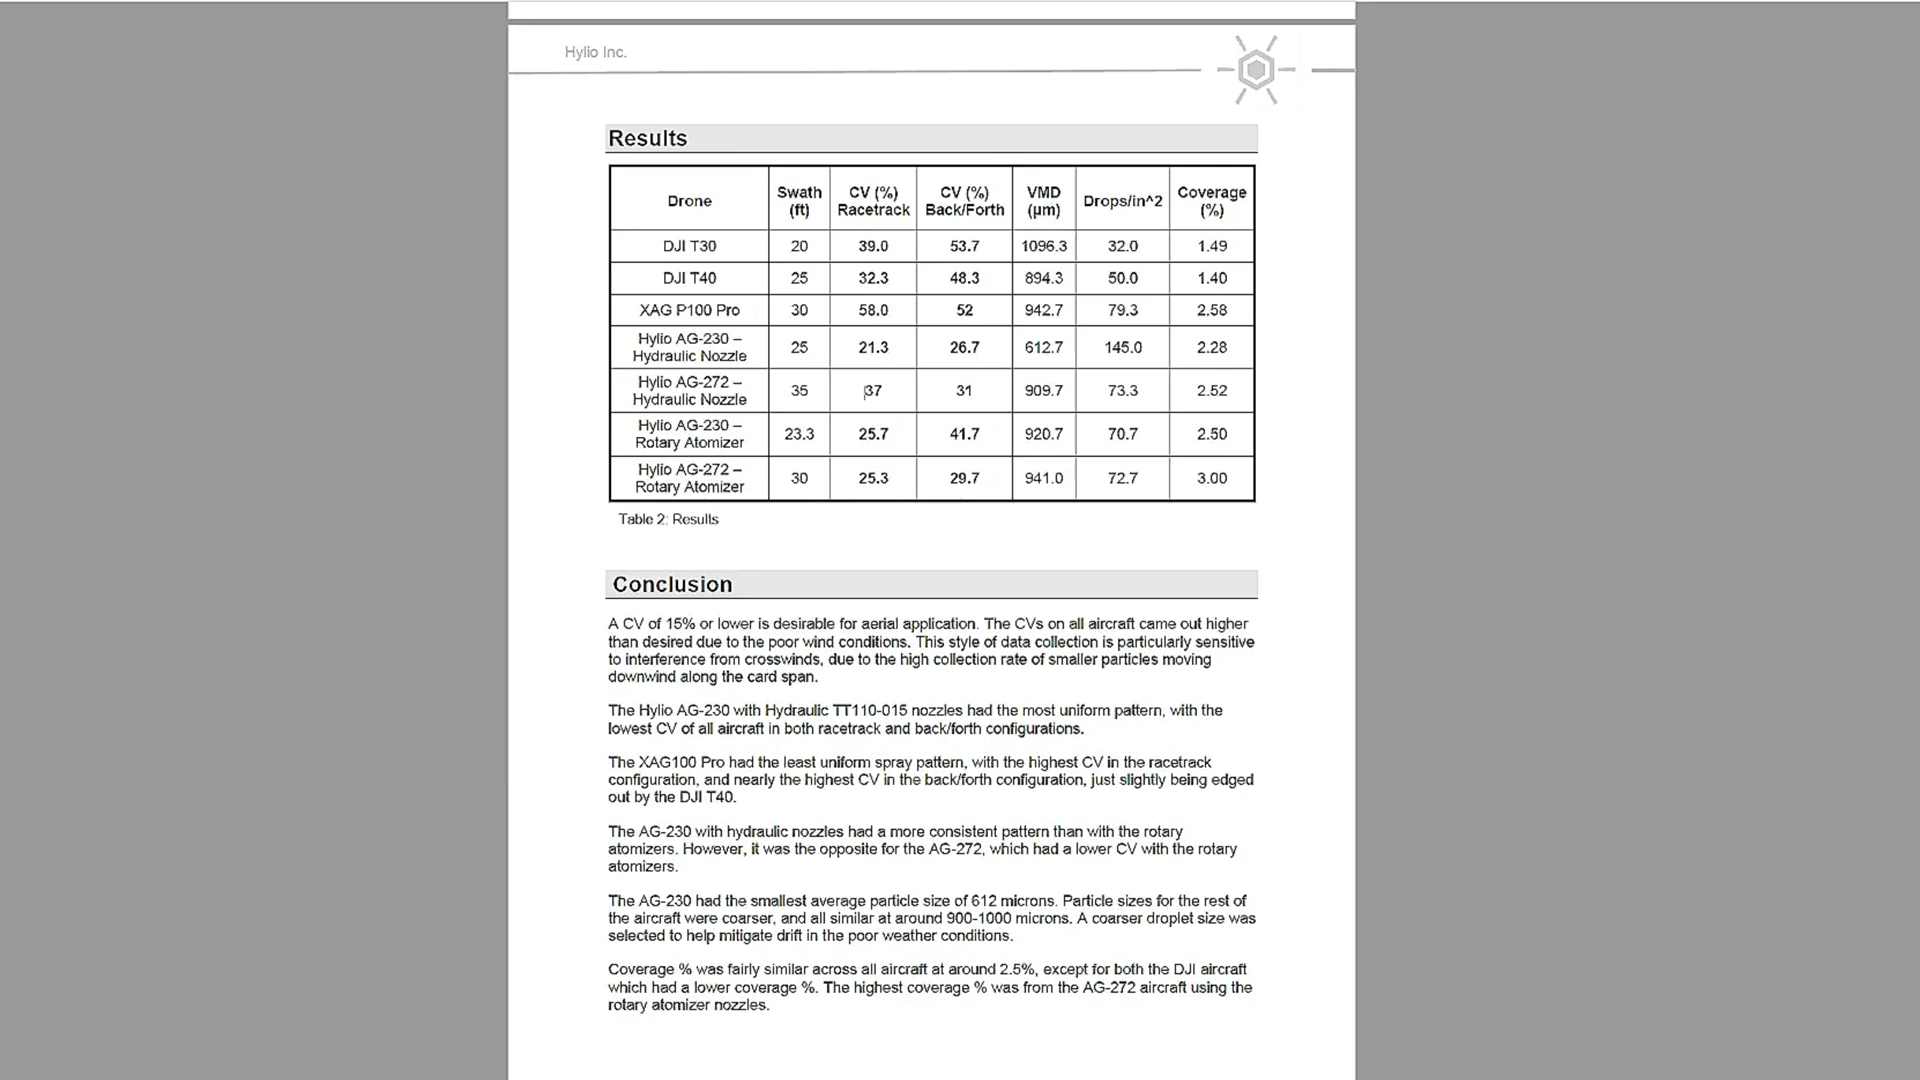 Hylio Inc.
Results
Drone Swath (ft) CV (%) Racetrack CV (%) Back/Forth VMD (µm) Drops/in^2 Coverage (%)
DJI T30 20 39.0 53.7 1096.3 32.0 1.49
DJI T40 25 32.3 48.3 894.3 50.0 1.40
XAG P100 Pro 30 58.0 52 942.7 79.3 2.58
Hylio AG-230 – Hydraulic Nozzle 25 21.3 26.7 612.7 145.0 2.28
Hylio AG-272 – Hydraulic Nozzle 35 37 31 909.7 73.3 2.52
Hylio AG-230 – Rotary Atomizer 23.3 25.7 41.7 920.7 70.7 2.50
Hylio AG-272 – Rotary Atomizer 30 25.3 29.7 941.0 72.7 3.00
Table 2: Results
Conclusion
A CV of 15% or lower is desirable for aerial application. The CVs on all aircraft came out higher
than desired due to the poor wind conditions. This style of data collection is particularly sensitive
to interference from crosswinds, due to the high collection rate of smaller particles moving
downwind along the card span.
The Hylio AG-230 with Hydraulic TT110-015 nozzles had the most uniform pattern, with the
lowest CV of all aircraft in both racetrack and back/forth configurations.
The XAG100 Pro had the least uniform spray pattern, with the highest CV in the racetrack
configuration, and nearly the highest CV in the back/forth configuration, just slightly being edged
out by the DJI T40.
The AG-230 with hydraulic nozzles had a more consistent pattern than with the rotary
atomizers. However, it was the opposite for the AG-272, which had a lower CV with the rotary
atomizers.
The AG-230 had the smallest average particle size of 612 microns. Particle sizes for the rest of
the aircraft were coarser, and all similar at around 900-1000 microns. A coarser droplet size was
selected to help mitigate drift in the poor weather conditions.
Coverage % was fairly similar across all aircraft at around 2.5%, except for both the DJI aircraft
which had a lower coverage %. The highest coverage % was from the AG-272 aircraft using the
rotary atomizer nozzles.